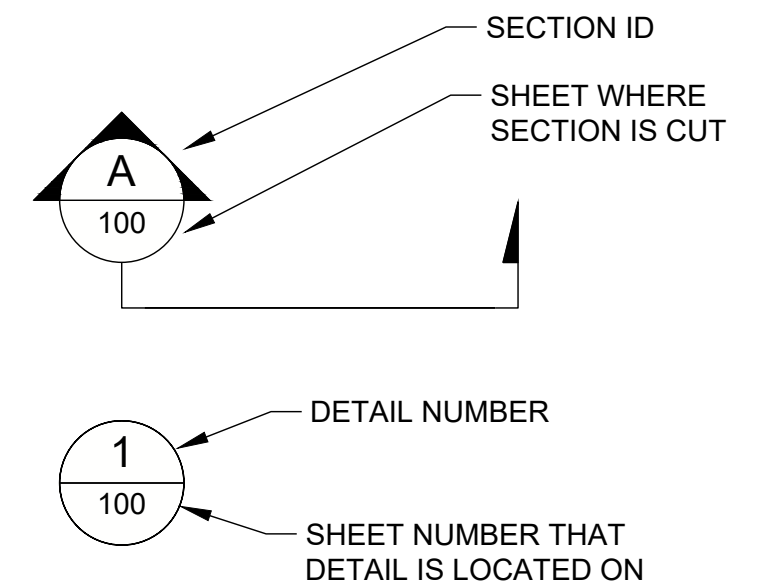 SECTION ID
SHEET WHERE
SECTION IS CUT
A
100
DETAIL NUMBER
1
100
SHEET NUMBER THAT
DETAIL IS LOCATED ON